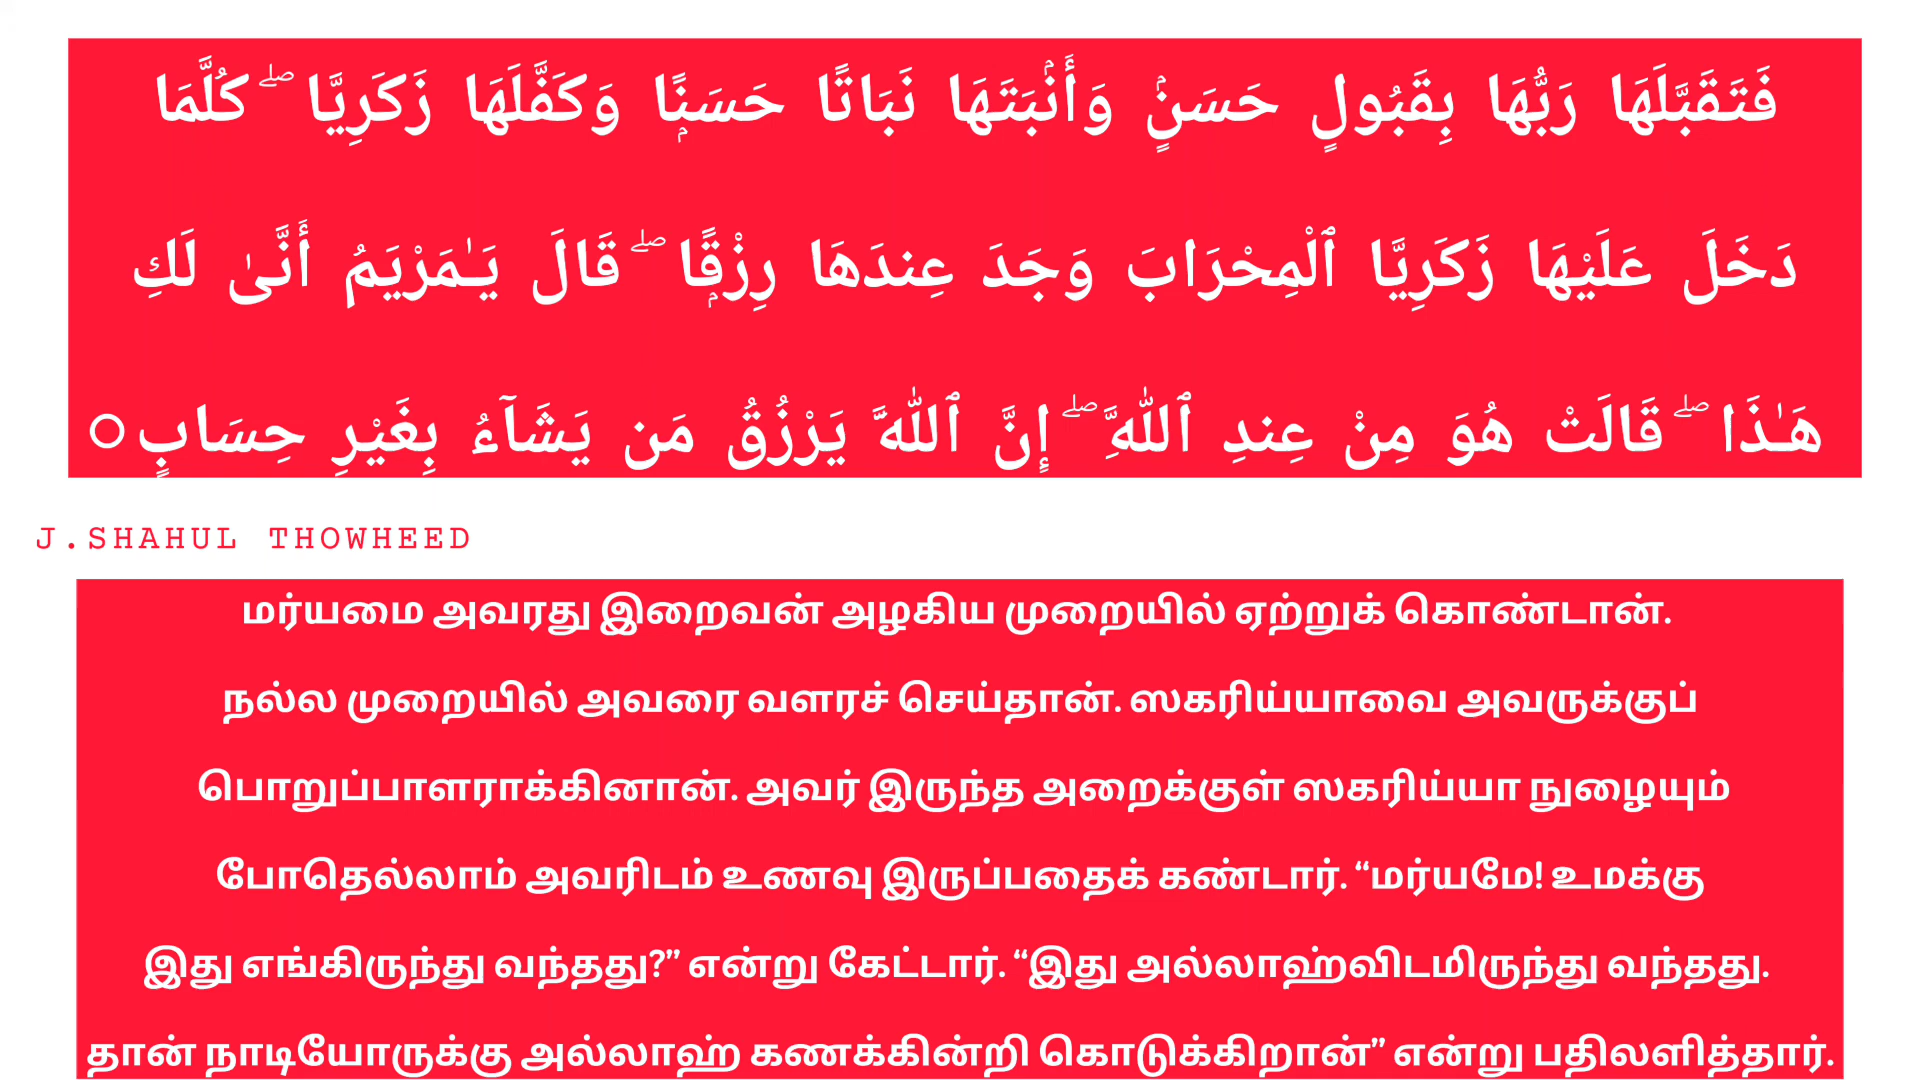 فَتَقَبَّلَهَا رَبُّهَا بِقَبُولٍ حَسَنٍۢ وَأَنۢبَتَهَا نَبَاتًا حَسَنًۭا وَكَفَّلَهَا زَكَرِيَّا ۖ كُلَّمَا
دَخَلَ عَلَيْهَا زَكَرِيَّا ٱلْمِحْرَابَ وَجَدَ عِندَهَا رِزْقًۭا ۖ قَالَ يَـٰمَرْيَمُ أَنَّىٰ لَكِ
هَـٰذَا ۖ قَالَتْ هُوَ مِنْ عِندِ ٱللَّهِ ۖ إِنَّ ٱللَّهَ يَرْزُقُ مَن يَشَآءُ بِغَيْرِ حِسَابٍ ○
J.SHAHUL THOWHEED
மர்யமை அவரது இறைவன் அழகிய முறையில் ஏற்றுக் கொண்டான்.
நல்ல முறையில் அவரை வளரச் செய்தான். ஸகரிய்யாவை அவருக்குப்
பொறுப்பாளராக்கினான். அவர் இருந்த அறைக்குள் ஸகரிய்யா நுழையும்
போதெல்லாம் அவரிடம் உணவு இருப்பதைக் கண்டார். “மர்யமே! உமக்கு
இது எங்கிருந்து வந்தது?” என்று கேட்டார். “இது அல்லாஹ்விடமிருந்து வந்தது.
தான் நாடியோருக்கு அல்லாஹ் கணக்கின்றி கொடுக்கிறான்” என்று பதிலளித்தார்.